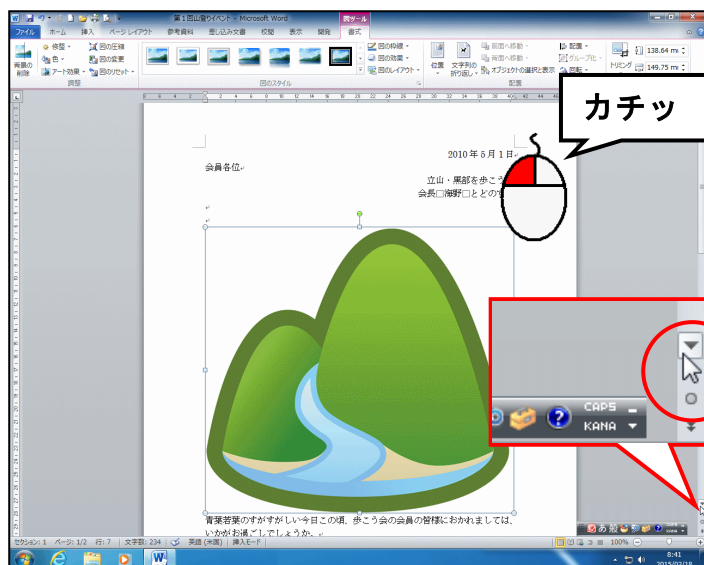 第1回山登りイベント - Microsoft Word
図ツール
ファイル ホーム 挿入 ページ レイアウト 参考資料 差し込み文書 校閲 表示 開発 書式
背景の削除
修整
色
アート効果
図の圧縮
図の変更
図のリセット
調整
図のスタイル
図の枠線
図の効果
図のレイアウト
位置
文字列の折り返し
前面へ移動
背面へ移動
オブジェクトの選択と表示
配置
グループ化
回転
配置
トリミング
138.64 mm
149.75 mm
カチッ
2010年5月1日
会員各位
立山・黒部を歩こう
会長□海野□ととの
CAPS
KANA
青葉若葉のすがすがしい今日この頃、歩こう会の会員の皆様におかれましては、
いかがお過ごしでしょうか。
あ 般
CAPS
KANA
セクション: 1 ページ: 1/2 行: 7 文字数: 234 英語 (米国) 挿入モード
100%
8:41
2015/02/18